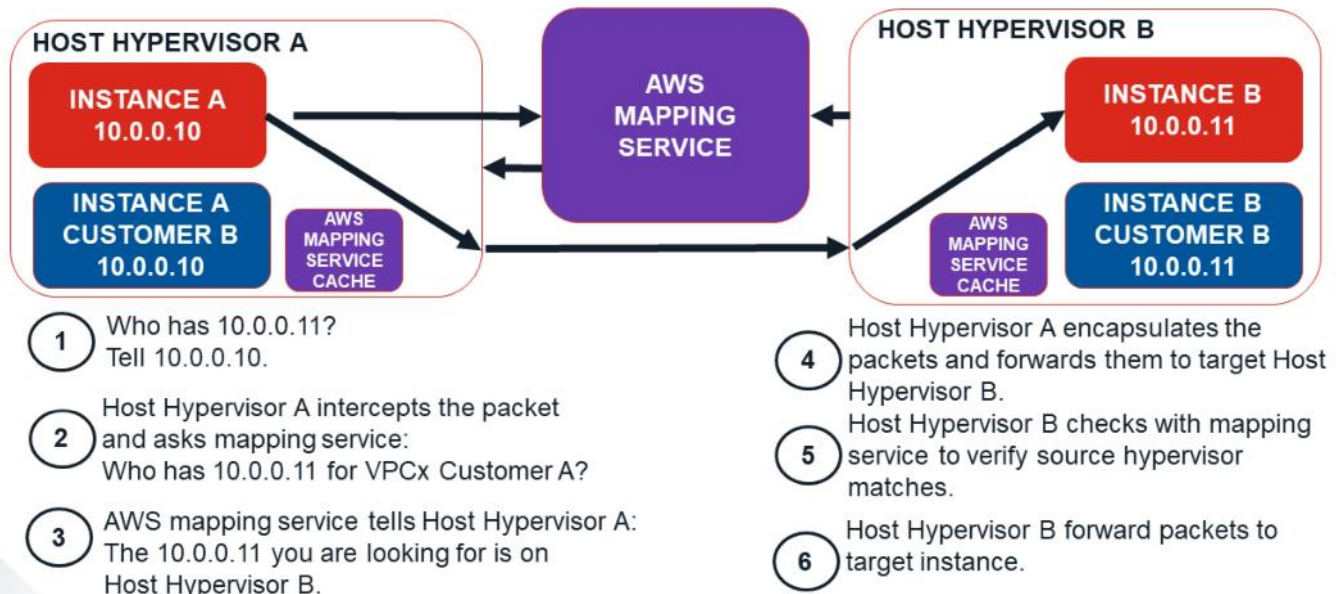 HOST HYPERVISOR A
INSTANCE A
10.0.0.10
INSTANCE A
CUSTOMER B
10.0.0.10
AWS
MAPPING
SERVICE
CACHE
AWS
MAPPING
SERVICE
HOST HYPERVISOR B
INSTANCE B
10.0.0.11
AWS
MAPPING
SERVICE
CACHE
INSTANCE B
CUSTOMER B
10.0.0.11
1
Who has 10.0.0.11?
Tell 10.0.0.10.
2
Host Hypervisor A intercepts the packet
and asks mapping service:
Who has 10.0.0.11 for VPCx Customer A?
3
AWS mapping service tells Host Hypervisor A:
The 10.0.0.11 you are looking for is on
Host Hypervisor B.
4
Host Hypervisor A encapsulates the
packets and forwards them to target Host
Hypervisor B.
5
Host Hypervisor B checks with mapping
service to verify source hypervisor
matches.
6
Host Hypervisor B forward packets to
target instance.